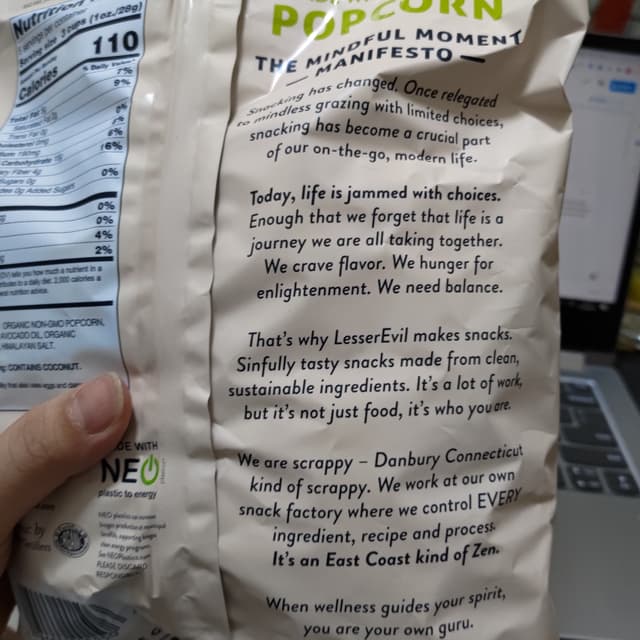 POPCORN
THE MINDFUL MOMENT
— MANIFESTO —
Snacking has changed. Once relegated
to mindless grazing with limited choices,
snacking has become a crucial part
of our on-the-go, modern life.
Today, life is jammed with choices.
Enough that we forget that life is a
journey we are all taking together.
We crave flavor. We hunger for
enlightenment. We need balance.
That's why LesserEvil makes snacks.
Sinfully tasty snacks made from clean,
sustainable ingredients. It's a lot of work,
but it's not just food, it's who you are.
We are scrappy – Danbury Connecticut
kind of scrappy. We work at our own
snack factory where we control EVERY
ingredient, recipe and process.
It's an East Coast kind of Zen.
When wellness guides your spirit,
you are your own guru.
Nutrition
Serving size 3 cups (1oz./28g)
Calories 110
% Daily Value
7%
9%
6%
0%
0%
0%
4%
2%
ORGANIC NON-GMO POPCORN,
AVOCADO OIL, ORGANIC
HIMALAYAN SALT.
CONTAINS COCONUT.
WITH
NEO
plastic to energy